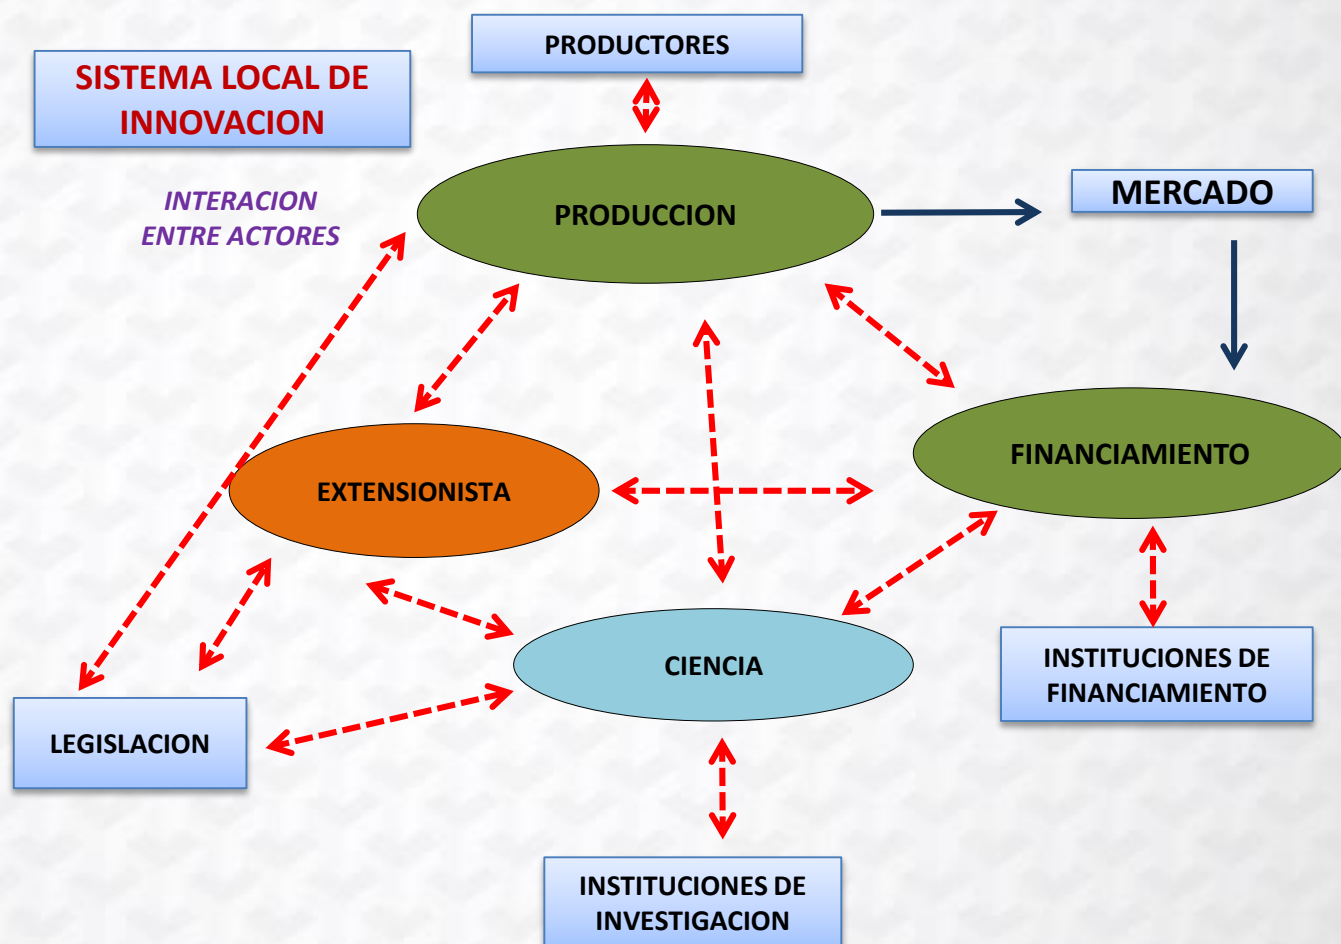 PRODUCTORES
SISTEMA LOCAL DE
INNOVACION
INTERACION
ENTRE ACTORES
PRODUCCION
MERCADO
EXTENSIONISTA
FINANCIAMIENTO
CIENCIA
INSTITUCIONES DE
FINANCIAMIENTO
LEGISLACION
INSTITUCIONES DE
INVESTIGACION